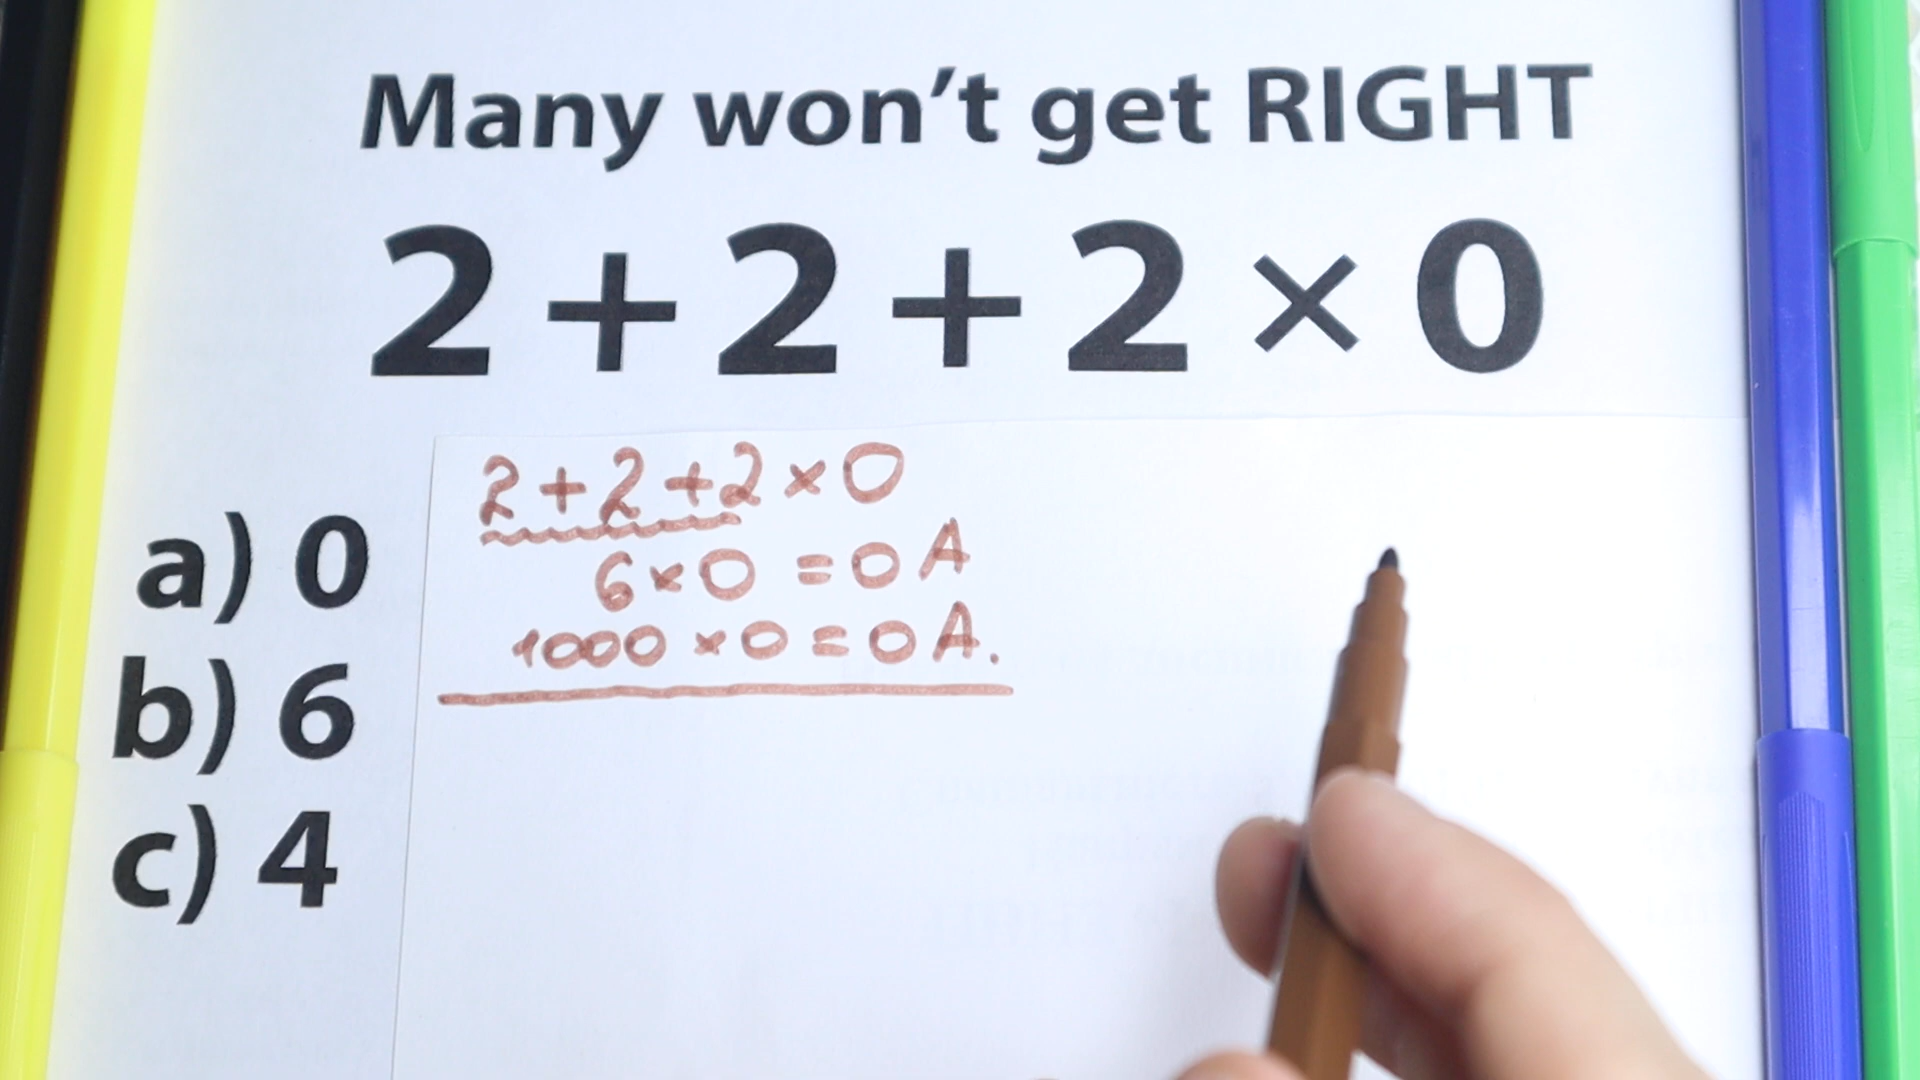 Many won't get RIGHT
2 + 2 + 2 × 0
2 + 2 + 2 × 0
6 × 0 = 0 A
1000 × 0 = 0 A.
a) 0
b) 6
c) 4